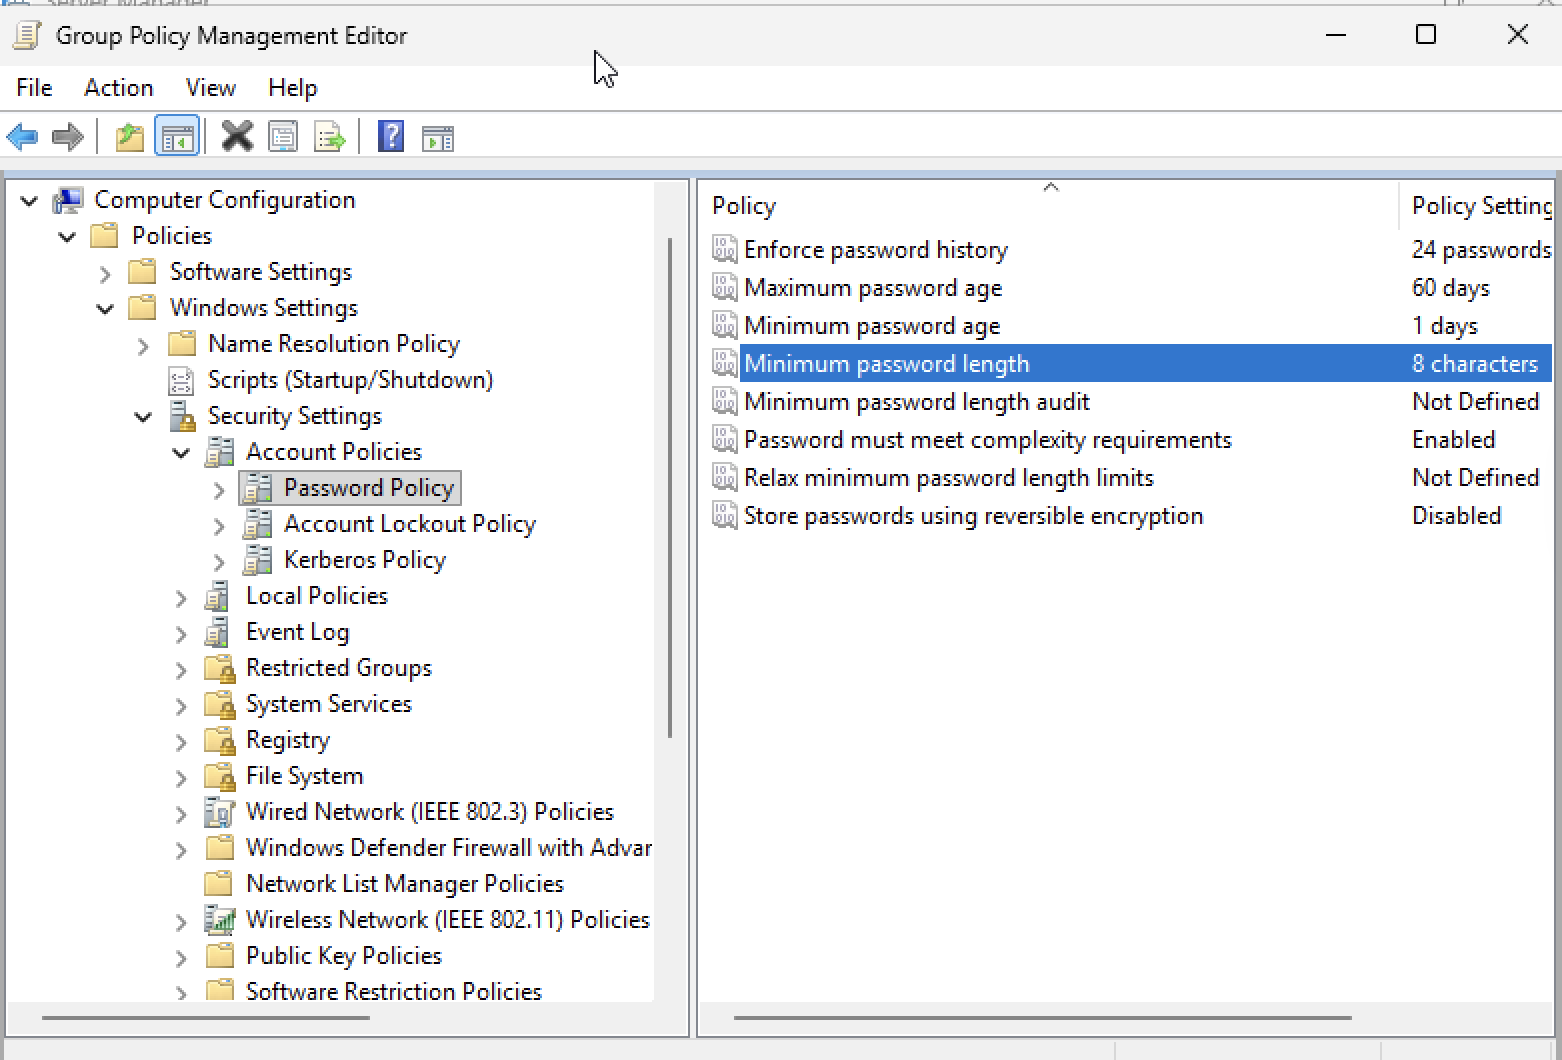 Server Manager
Group Policy Management Editor
File Action View Help
Computer Configuration
Policies
Software Settings
Windows Settings
Name Resolution Policy
Scripts (Startup/Shutdown)
Security Settings
Account Policies
Password Policy
Account Lockout Policy
Kerberos Policy
Local Policies
Event Log
Restricted Groups
System Services
Registry
File System
Wired Network (IEEE 802.3) Policies
Windows Defender Firewall with Advar
Network List Manager Policies
Wireless Network (IEEE 802.11) Policies
Public Key Policies
Software Restriction Policies
Policy Policy Setting
Enforce password history 24 passwords
Maximum password age 60 days
Minimum password age 1 days
Minimum password length 8 characters
Minimum password length audit Not Defined
Password must meet complexity requirements Enabled
Relax minimum password length limits Not Defined
Store passwords using reversible encryption Disabled